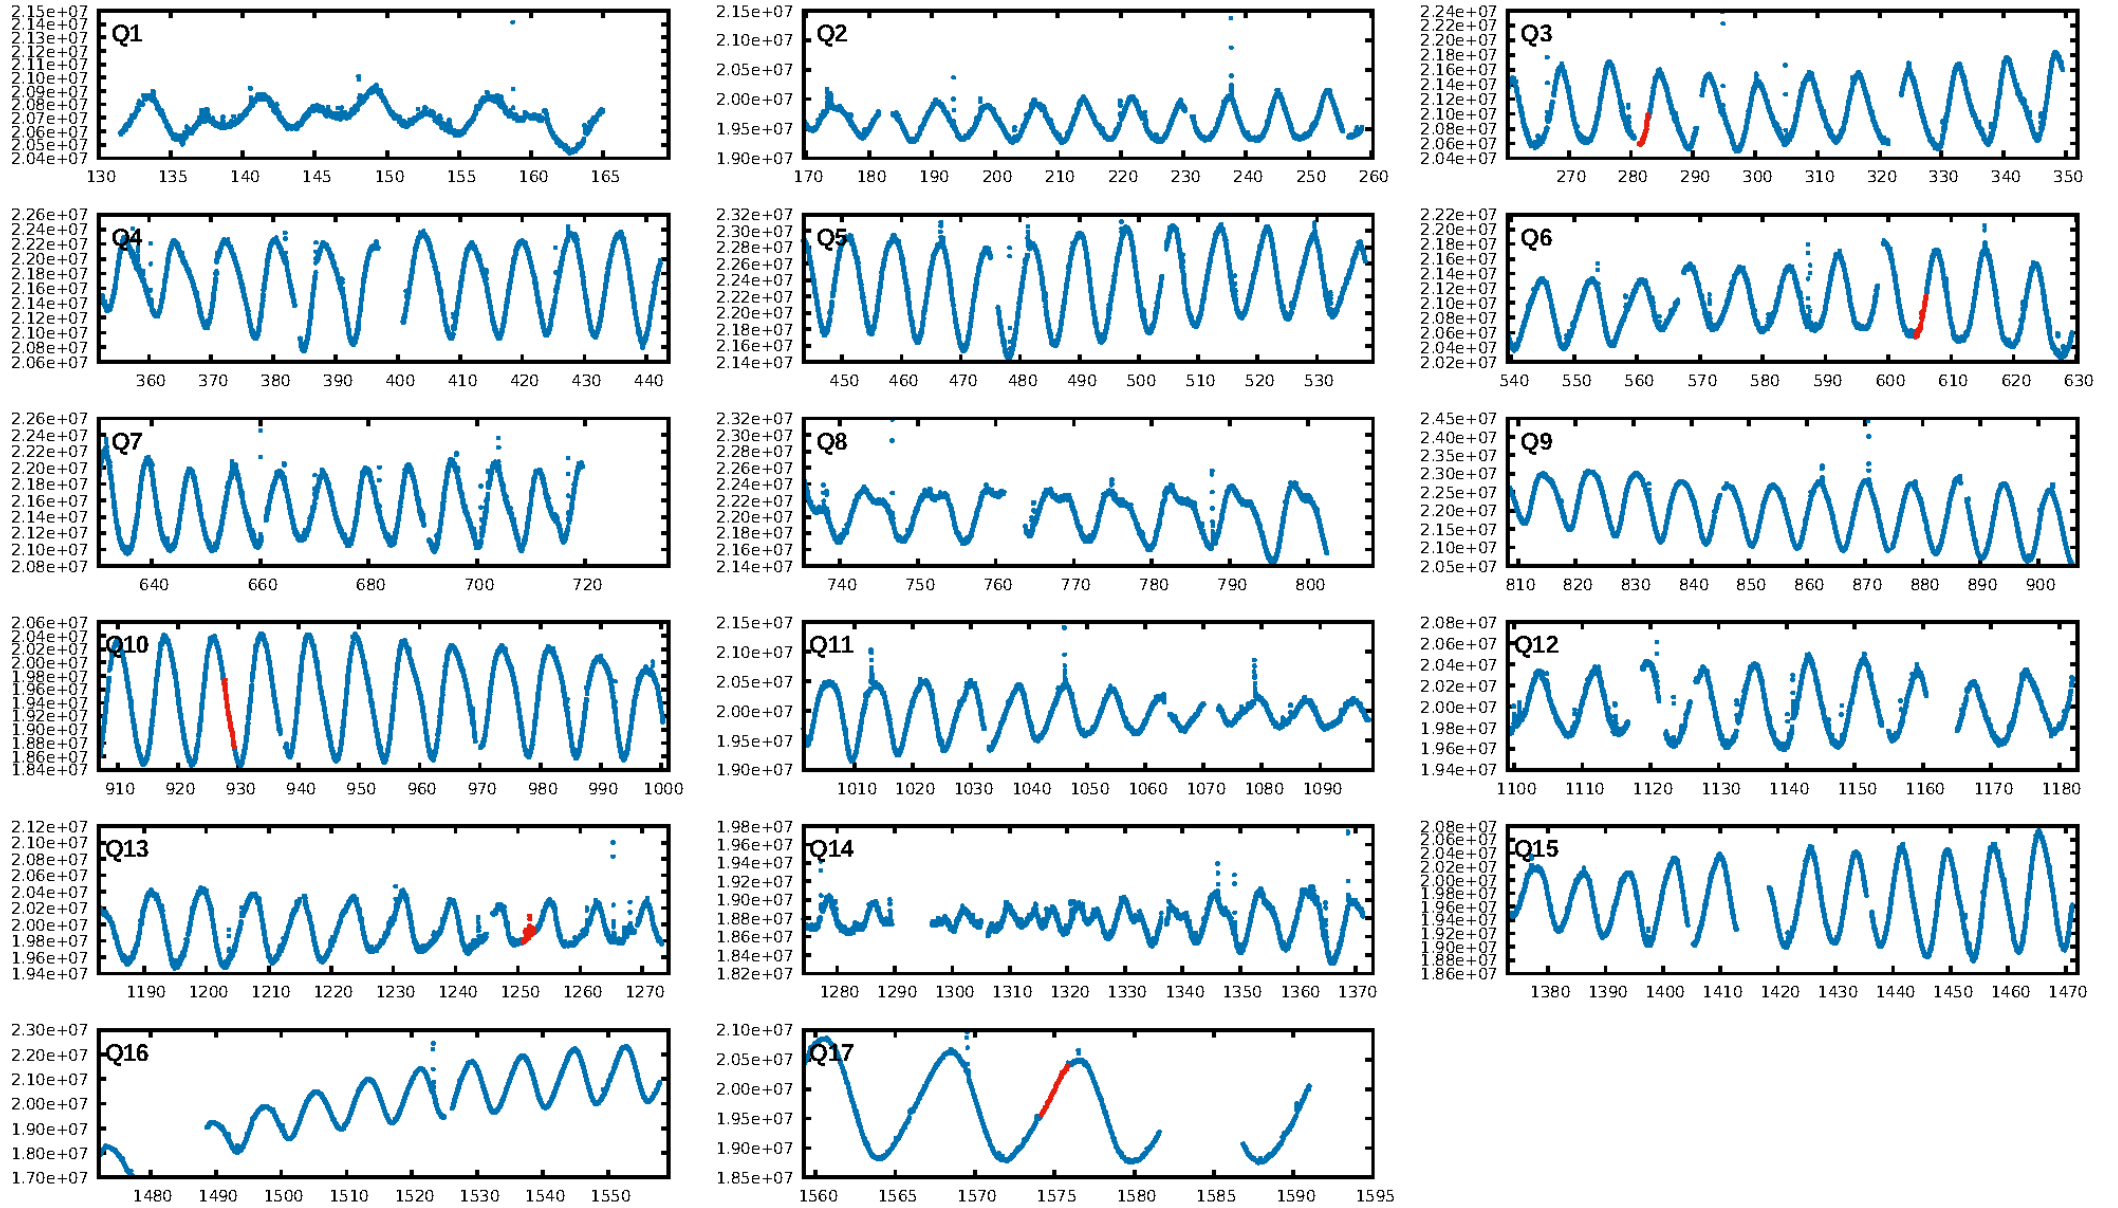 2.15e+07
2.14e+07
2.13e+07
2.12e+07
2.11e+07
2.10e+07
2.09e+07
2.08e+07
2.07e+07
2.06e+07
2.05e+07
2.04e+07
Q1
130 135 140 145 150 155 160 165
2.15e+07
2.10e+07
2.05e+07
2.00e+07
1.95e+07
1.90e+07
Q2
170 180 190 200 210 220 230 240 250 260
2.24e+07
2.22e+07
2.20e+07
2.18e+07
2.16e+07
2.14e+07
2.12e+07
2.10e+07
2.08e+07
2.06e+07
2.04e+07
Q3
270 280 290 300 310 320 330 340 350
2.26e+07
2.24e+07
2.22e+07
2.20e+07
2.18e+07
2.16e+07
2.14e+07
2.12e+07
2.10e+07
2.08e+07
2.06e+07
Q4
360 370 380 390 400 410 420 430 440
2.32e+07
2.30e+07
2.28e+07
2.26e+07
2.24e+07
2.22e+07
2.20e+07
2.18e+07
2.16e+07
2.14e+07
Q5
450 460 470 480 490 500 510 520 530
2.22e+07
2.20e+07
2.18e+07
2.16e+07
2.14e+07
2.12e+07
2.10e+07
2.08e+07
2.06e+07
2.04e+07
2.02e+07
Q6
540 550 560 570 580 590 600 610 620 630
2.26e+07
2.24e+07
2.22e+07
2.20e+07
2.18e+07
2.16e+07
2.14e+07
2.12e+07
2.10e+07
2.08e+07
Q7
640 660 680 700 720
2.32e+07
2.30e+07
2.28e+07
2.26e+07
2.24e+07
2.22e+07
2.20e+07
2.18e+07
2.16e+07
2.14e+07
Q8
740 750 760 770 780 790 800
2.45e+07
2.40e+07
2.35e+07
2.30e+07
2.25e+07
2.20e+07
2.15e+07
2.10e+07
2.05e+07
Q9
810 820 830 840 850 860 870 880 890 900
2.06e+07
2.04e+07
2.02e+07
2.00e+07
1.98e+07
1.96e+07
1.94e+07
1.92e+07
1.90e+07
1.88e+07
1.86e+07
1.84e+07
Q10
910 920 930 940 950 960 970 980 990 1000
2.15e+07
2.10e+07
2.05e+07
2.00e+07
1.95e+07
1.90e+07
Q11
1010 1020 1030 1040 1050 1060 1070 1080 1090
2.08e+07
2.06e+07
2.04e+07
2.02e+07
2.00e+07
1.98e+07
1.96e+07
1.94e+07
Q12
1100 1110 1120 1130 1140 1150 1160 1170 1180
2.12e+07
2.10e+07
2.08e+07
2.06e+07
2.04e+07
2.02e+07
2.00e+07
1.98e+07
1.96e+07
1.94e+07
Q13
1190 1200 1210 1220 1230 1240 1250 1260 1270
1.98e+07
1.96e+07
1.94e+07
1.92e+07
1.90e+07
1.88e+07
1.86e+07
1.84e+07
1.82e+07
Q14
1280 1290 1300 1310 1320 1330 1340 1350 1360 1370
2.08e+07
2.06e+07
2.04e+07
2.02e+07
2.00e+07
1.98e+07
1.96e+07
1.94e+07
1.92e+07
1.90e+07
1.88e+07
1.86e+07
Q15
1380 1390 1400 1410 1420 1430 1440 1450 1460 1470
2.30e+07
2.20e+07
2.10e+07
2.00e+07
1.90e+07
1.80e+07
1.70e+07
Q16
1480 1490 1500 1510 1520 1530 1540 1550
2.10e+07
2.05e+07
2.00e+07
1.95e+07
1.90e+07
1.85e+07
Q17
1560 1565 1570 1575 1580 1585 1590 1595